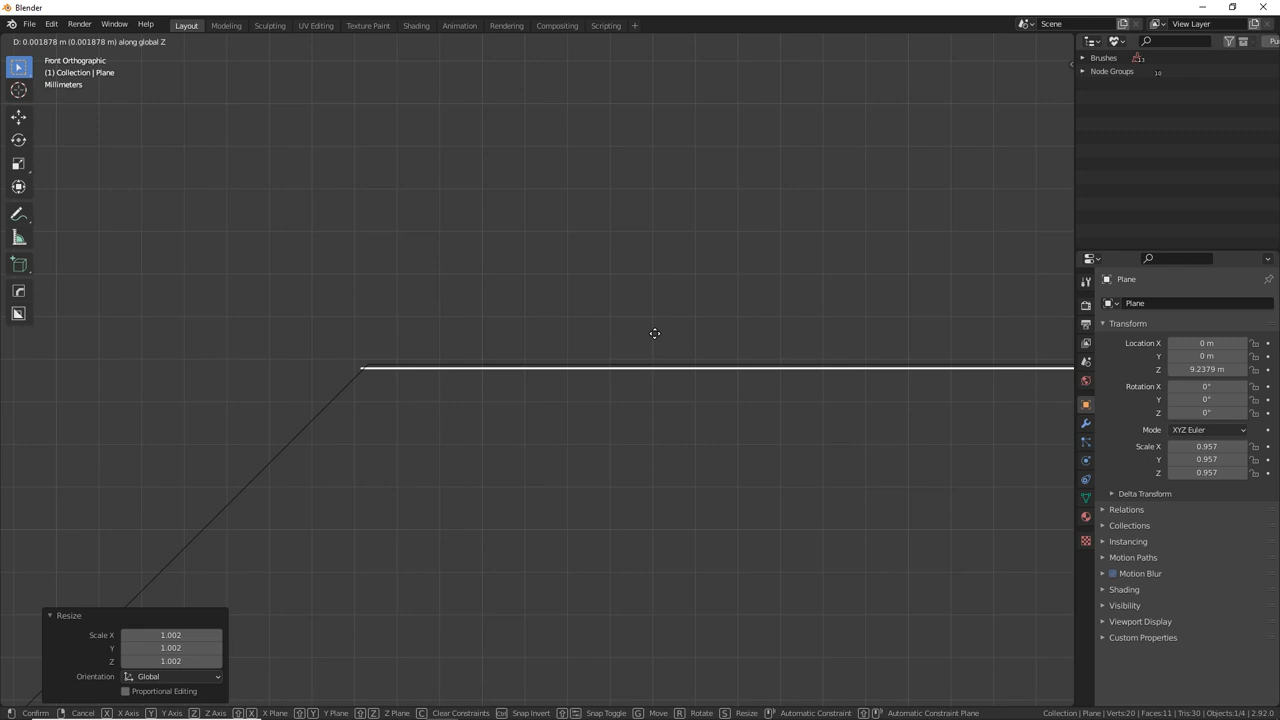 Blender
File Edit Render Window Help
Layout Modeling Sculpting UV Editing Texture Paint Shading Animation Rendering Compositing Scripting +
Scene
View Layer
D: 0.001878 m (0.001878 m) along global Z
Front Orthographic
(1) Collection | Plane
Millimeters
Pu
Brushes 13
Node Groups 10
Plane
Plane
Transform
Location X 0 m
Y 0 m
Z 9.2379 m
Rotation X 0°
Y 0°
Z 0°
Mode XYZ Euler
Scale X 0.957
Y 0.957
Z 0.957
Delta Transform
Relations
Collections
Instancing
Motion Paths
Motion Blur
Shading
Visibility
Viewport Display
Custom Properties
Resize
Scale X 1.002
Y 1.002
Z 1.002
Orientation Global
Proportional Editing
Confirm Cancel X X Axis Y Y Axis Z Z Axis X X Plane Y Y Plane Z Z Plane C Clear Constraints Snap Invert Snap Toggle G Move R Rotate S Resize Automatic Constraint Automatic Constraint Plane
Collection | Plane | Verts:20 | Faces:11 | Tris:30 | Objects:1/4 | 2.92.0